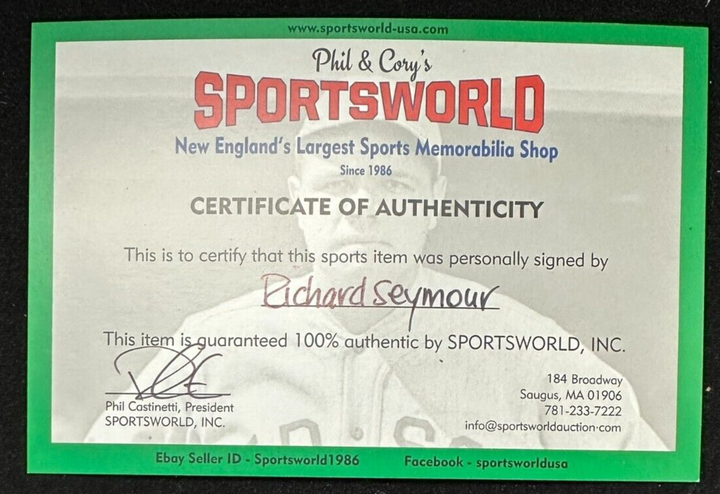 www.sportsworld-usa.com
Phil & Cory's
SPORTSWORLD
New England's Largest Sports Memorabilia Shop
Since 1986
CERTIFICATE OF AUTHENTICITY
This is to certify that this sports item was personally signed by
Richard Seymour
This item is guaranteed 100% authentic by SPORTSWORLD, INC.
Phil Castinetti, President
SPORTSWORLD, INC.
184 Broadway
Saugus, MA 01906
781-233-7222
info@sportsworldauction.com
Ebay Seller ID - Sportsworld1986
Facebook - sportsworldusa